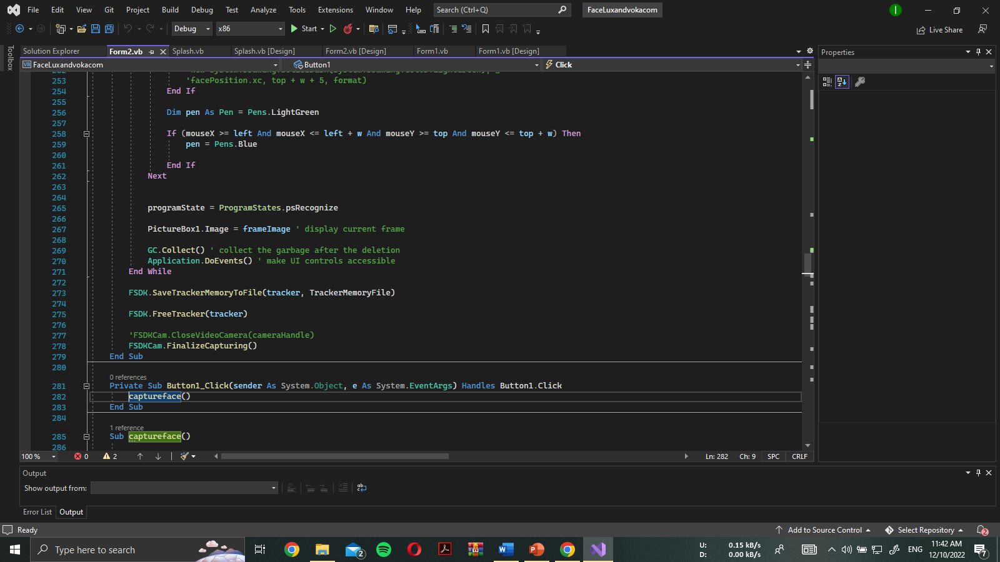 File Edit View Git Project Build Debug Test Analyze Tools Extensions Window Help Search (Ctrl+Q) FaceLuxandvokacom
Debug x86 Start Live Share
Toolbox
Solution Explorer Form2.vb Splash.vb Splash.vb [Design] Form2.vb [Design] Form1.vb Form1.vb [Design]
FaceLuxandvokacom Button1 Click
253 'facePosition.xc, top + w + 5, format)
254 End If
255
256 Dim pen As Pen = Pens.LightGreen
257
258 If (mouseX >= left And mouseX <= left + w And mouseY >= top And mouseY <= top + w) Then
259 pen = Pens.Blue
260
261 End If
262 Next
263
264
265 programState = ProgramStates.psRecognize
266
267 PictureBox1.Image = frameImage ' display current frame
268
269 GC.Collect() ' collect the garbage after the deletion
270 Application.DoEvents() ' make UI controls accessible
271 End While
272
273 FSDK.SaveTrackerMemoryToFile(tracker, TrackerMemoryFile)
274
275 FSDK.FreeTracker(tracker)
276
277 'FSDKCam.CloseVideoCamera(cameraHandle)
278 FSDKCam.FinalizeCapturing()
279 End Sub
280
0 references
281 Private Sub Button1_Click(sender As System.Object, e As System.EventArgs) Handles Button1.Click
282 captureface()
283 End Sub
284
1 reference
285 Sub captureface()
286
100 % 0 2 Ln: 282 Ch: 9 SPC CRLF
Properties
Output
Show output from:
Error List Output
Ready Add to Source Control Select Repository 2
Type here to search 2 U: 0.15 kB/s D: 0.00 kB/s ENG 11:42 AM 12/10/2022 7